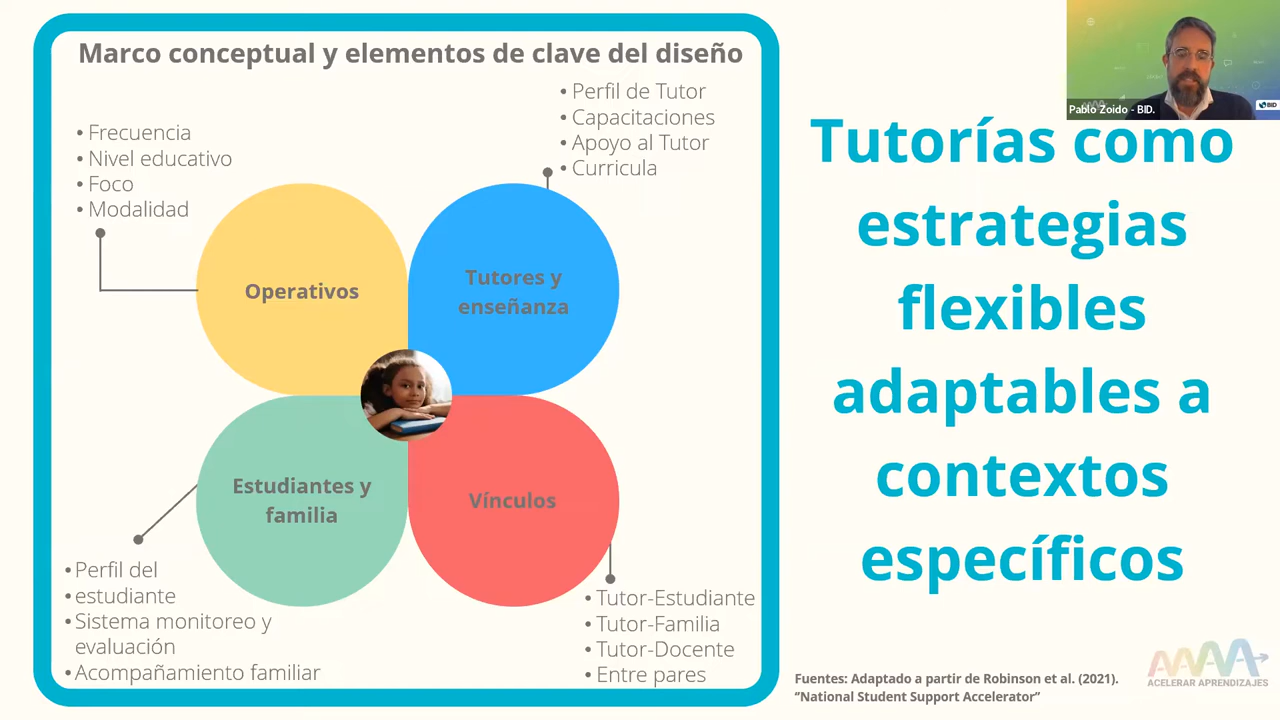 Marco conceptual y elementos de clave del diseño
• Perfil de Tutor
• Capacitaciones
• Apoyo al Tutor
• Curricula
• Frecuencia
• Nivel educativo
• Foco
• Modalidad
Operativos
Tutores y
enseñanza
Estudiantes y
familia
Vínculos
• Perfil del
• estudiante
• Sistema monitoreo y
evaluación
• Acompañamiento familiar
• Tutor-Estudiante
• Tutor-Familia
• Tutor-Docente
• Entre pares
Pablo Zoido - BID.
BID
Tutorías como
estrategias
flexibles
adaptables a
contextos
específicos
Fuentes: Adaptado a partir de Robinson et al. (2021).
“National Student Support Accelerator”
ACELERAR APRENDIZAJES